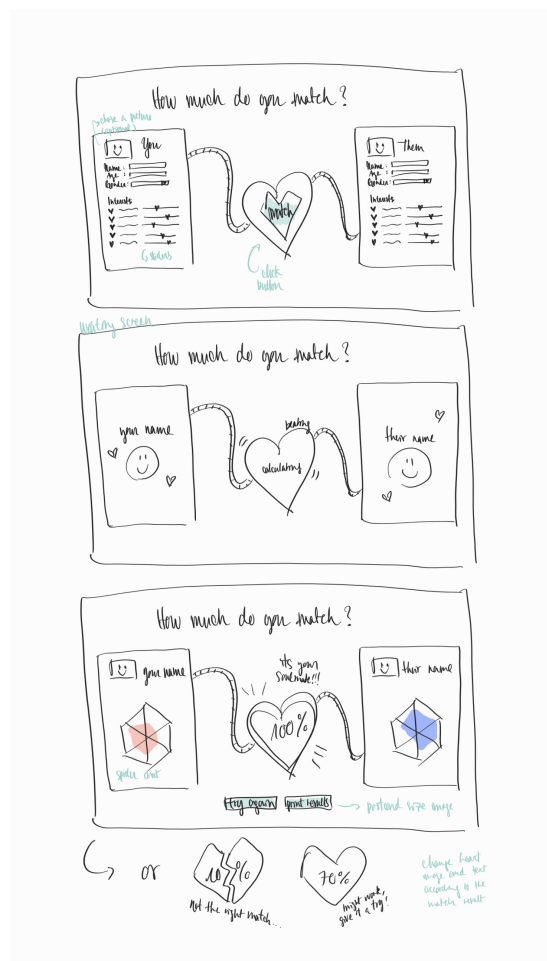 How much do you match?
chose a picture
(optional)
You
Name:
Age:
Gender:
Interests
6 sliders
match
click
button
Them
Name:
Age:
Gender:
Interests
waiting screen
How much do you match?
your name
beating
calculating
their name
How much do you match?
your name
spider chart
its your
soulmate!!!
100%
their name
try again
print results
or
10 %
not the right match...
70%
might work,
give it a try!
change heart
image and text
according to the
match result